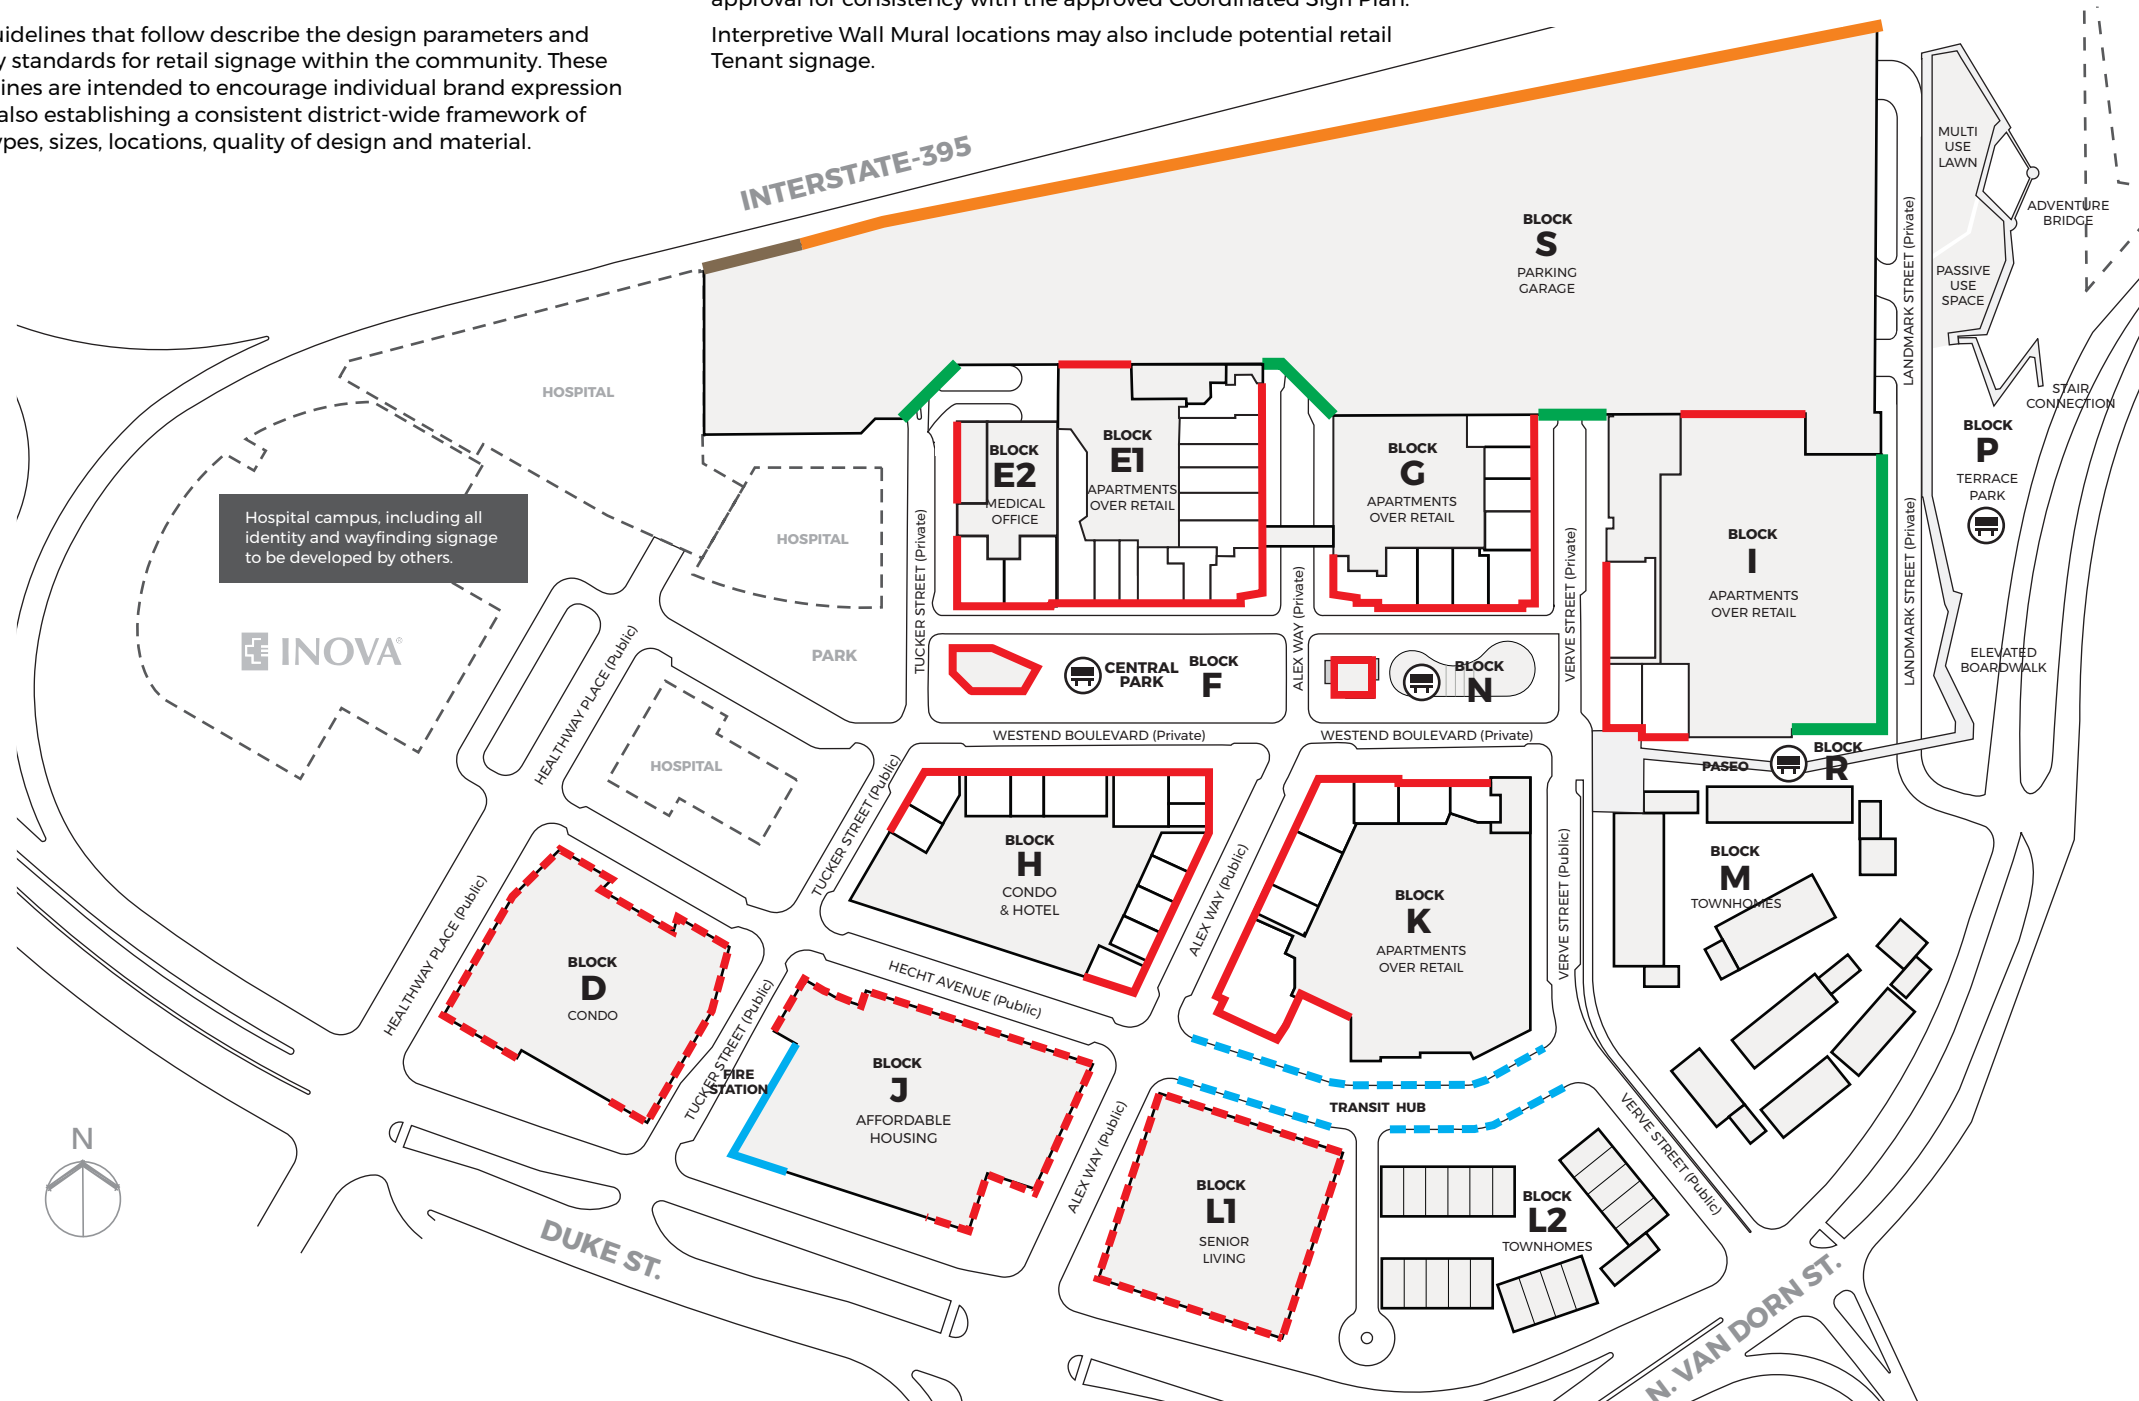 approval for consistency with the approved Coordinated Sign Plan.
uidelines that follow describe the design parameters and
y standards for retail signage within the community. These
ines are intended to encourage individual brand expression
also establishing a consistent district-wide framework of
ypes, sizes, locations, quality of design and material.
Interpretive Wall Mural locations may also include potential retail
Tenant signage.
INTERSTATE-395
BLOCK
S
PARKING
GARAGE
MULTI
USE
LAWN
ADVENTURE
BRIDGE
PASSIVE
USE
SPACE
LANDMARK STREET (Private)
STAIR
CONNECTION
BLOCK
P
TERRACE
PARK
HOSPITAL
BLOCK
E2
MEDICAL
OFFICE
BLOCK
E1
APARTMENTS
OVER RETAIL
BLOCK
G
APARTMENTS
OVER RETAIL
BLOCK
I
APARTMENTS
OVER RETAIL
LANDMARK STREET (Private)
ELEVATED
BOARDWALK
Hospital campus, including all
identity and wayfinding signage
to be developed by others.
HOSPITAL
INOVA®
PARK
TUCKER STREET (Private)
CENTRAL
PARK
BLOCK
F
ALEX WAY (Private)
BLOCK
N
VERVE STREET (Private)
HEALTHWAY PLACE (Public)
WESTEND BOULEVARD (Private)
WESTEND BOULEVARD (Private)
PASEO
BLOCK
R
HOSPITAL
TUCKER STREET (Public)
BLOCK
H
CONDO
& HOTEL
ALEX WAY (Public)
BLOCK
K
APARTMENTS
OVER RETAIL
VERVE STREET (Public)
BLOCK
M
TOWNHOMES
HEALTHWAY PLACE (Public)
BLOCK
D
CONDO
HECHT AVENUE (Public)
TUCKER STREET (Public)
FIRE
STATION
BLOCK
J
AFFORDABLE
HOUSING
TRANSIT HUB
ALEX WAY (Public)
VERVE STREET (Public)
BLOCK
L1
SENIOR
LIVING
BLOCK
L2
TOWNHOMES
N
DUKE ST.
N. VAN DORN ST.